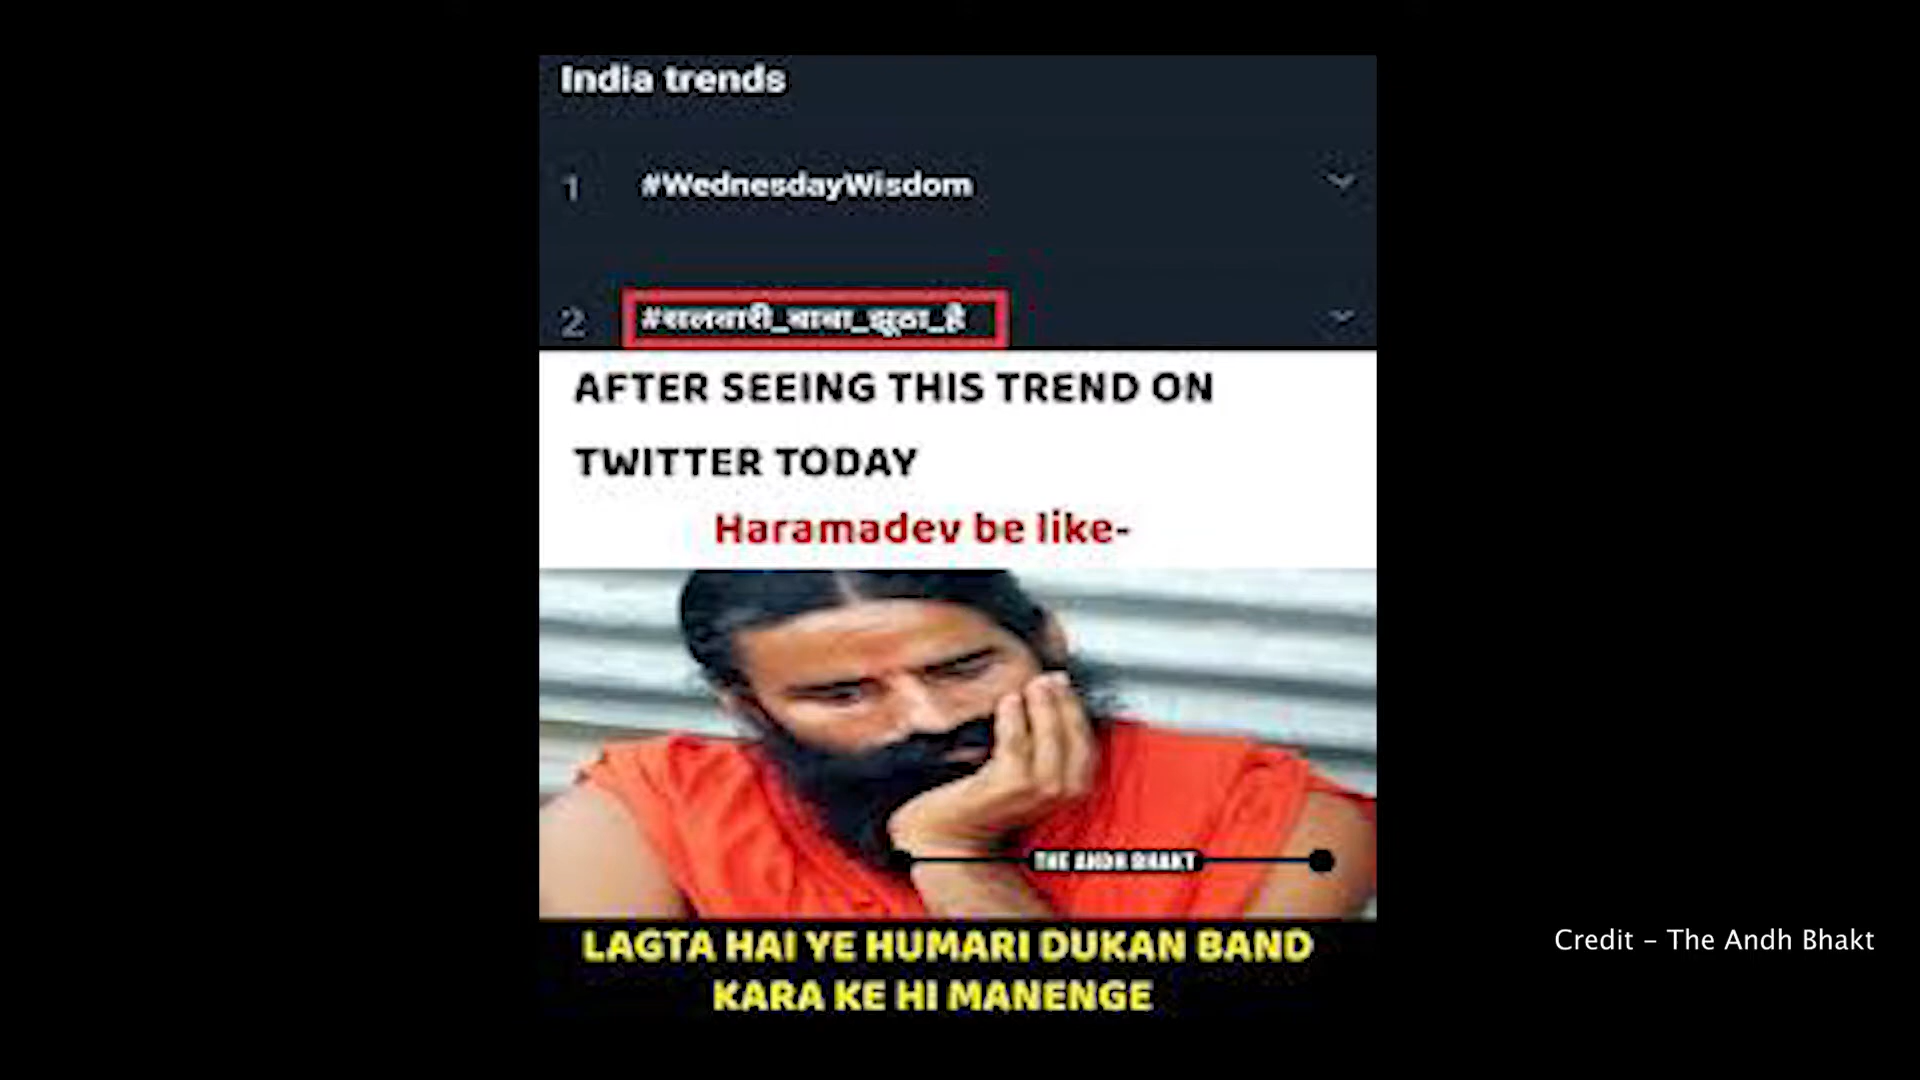 India trends
1 #WednesdayWisdom
2 #सलवारी_बाबा_झूठा_है
AFTER SEEING THIS TREND ON
TWITTER TODAY
Haramadev be like-
THE ANDH BHAKT
LAGTA HAI YE HUMARI DUKAN BAND
KARA KE HI MANENGE
Credit - The Andh Bhakt